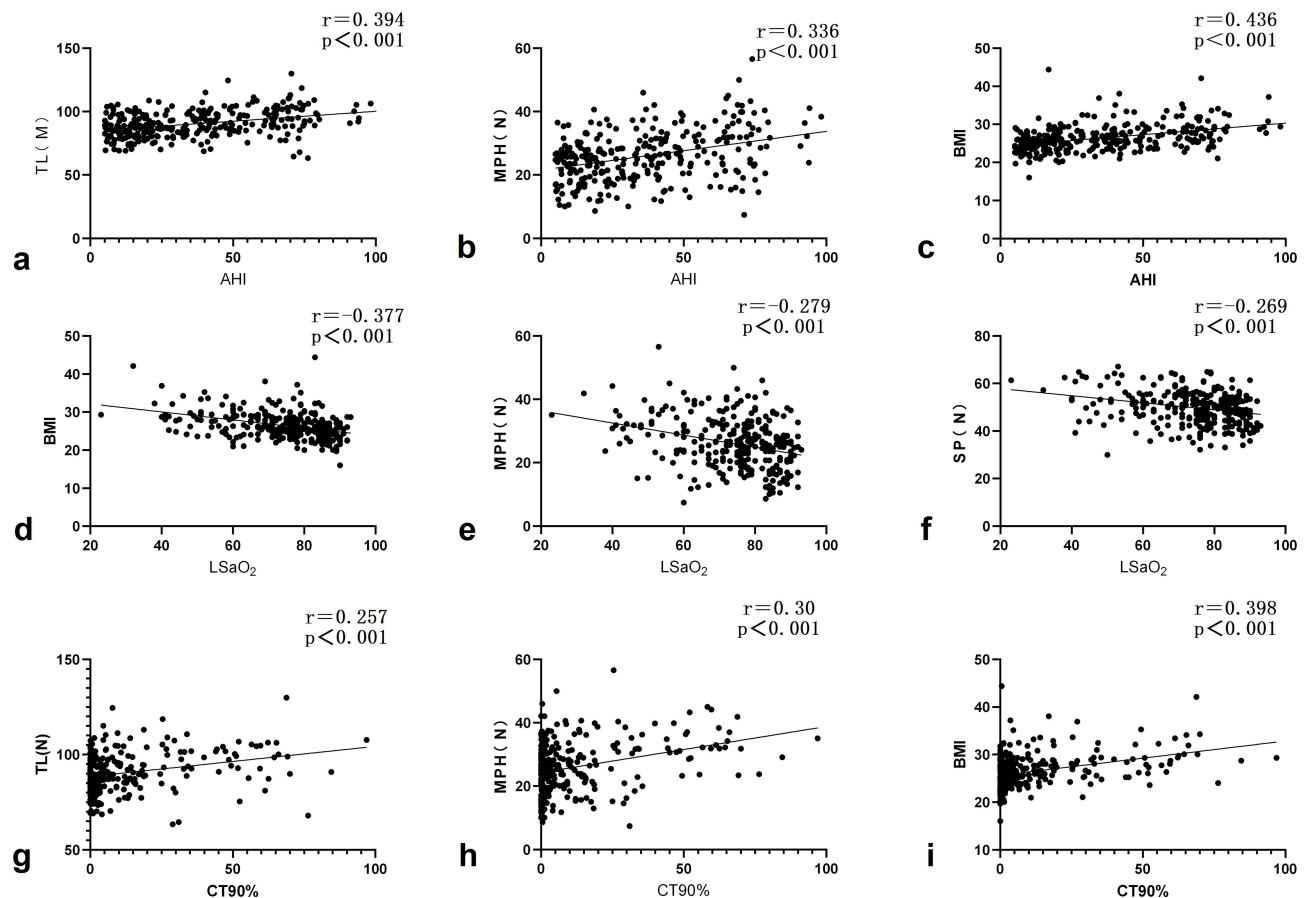 r=0.394
p<0.001
TL(M)
150
100
50
0
0 50 100
AHI
a
r=0.336
p<0.001
MPH(N)
60
40
20
0
0 50 100
AHI
b
r=0.436
p<0.001
BMI
50
40
30
20
10
0
0 50 100
AHI
c
r=-0.377
p<0.001
BMI
50
40
30
20
10
0
20 40 60 80 100
LSaO₂
d
r=-0.279
p<0.001
MPH(N)
60
40
20
0
20 40 60 80 100
LSaO₂
e
r=-0.269
p<0.001
SP(N)
80
60
40
20
0
20 40 60 80 100
LSaO₂
f
r=0.257
p<0.001
TL(N)
150
100
50
0 50 100
CT90%
g
r=0.30
p<0.001
MPH(N)
60
40
20
0
0 50 100
CT90%
h
r=0.398
p<0.001
BMI
50
40
30
20
10
0 50 100
CT90%
i